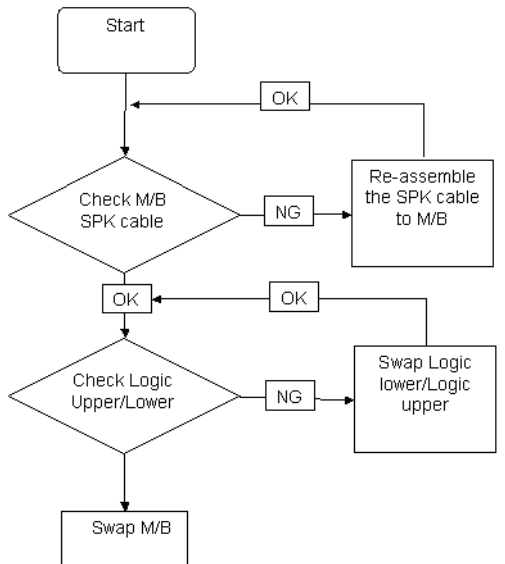 Start
OK
Check M/B
SPK cable
NG
Re-assemble
the SPK cable
to M/B
OK
OK
Check Logic
Upper/Lower
NG
Swap Logic
lower/Logic
upper
Swap M/B